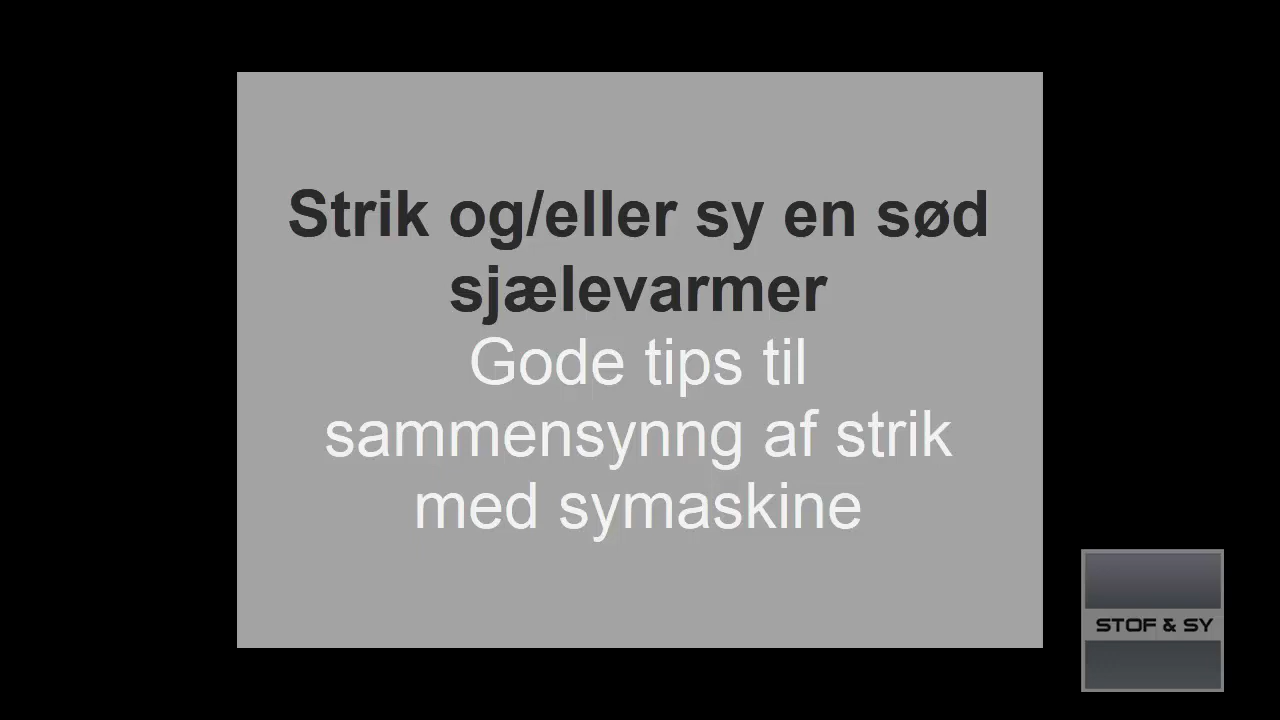 Strik og/eller sy en sød
sjælevarmer
Gode tips til
sammensynng af strik
med symaskine
STOF & SY